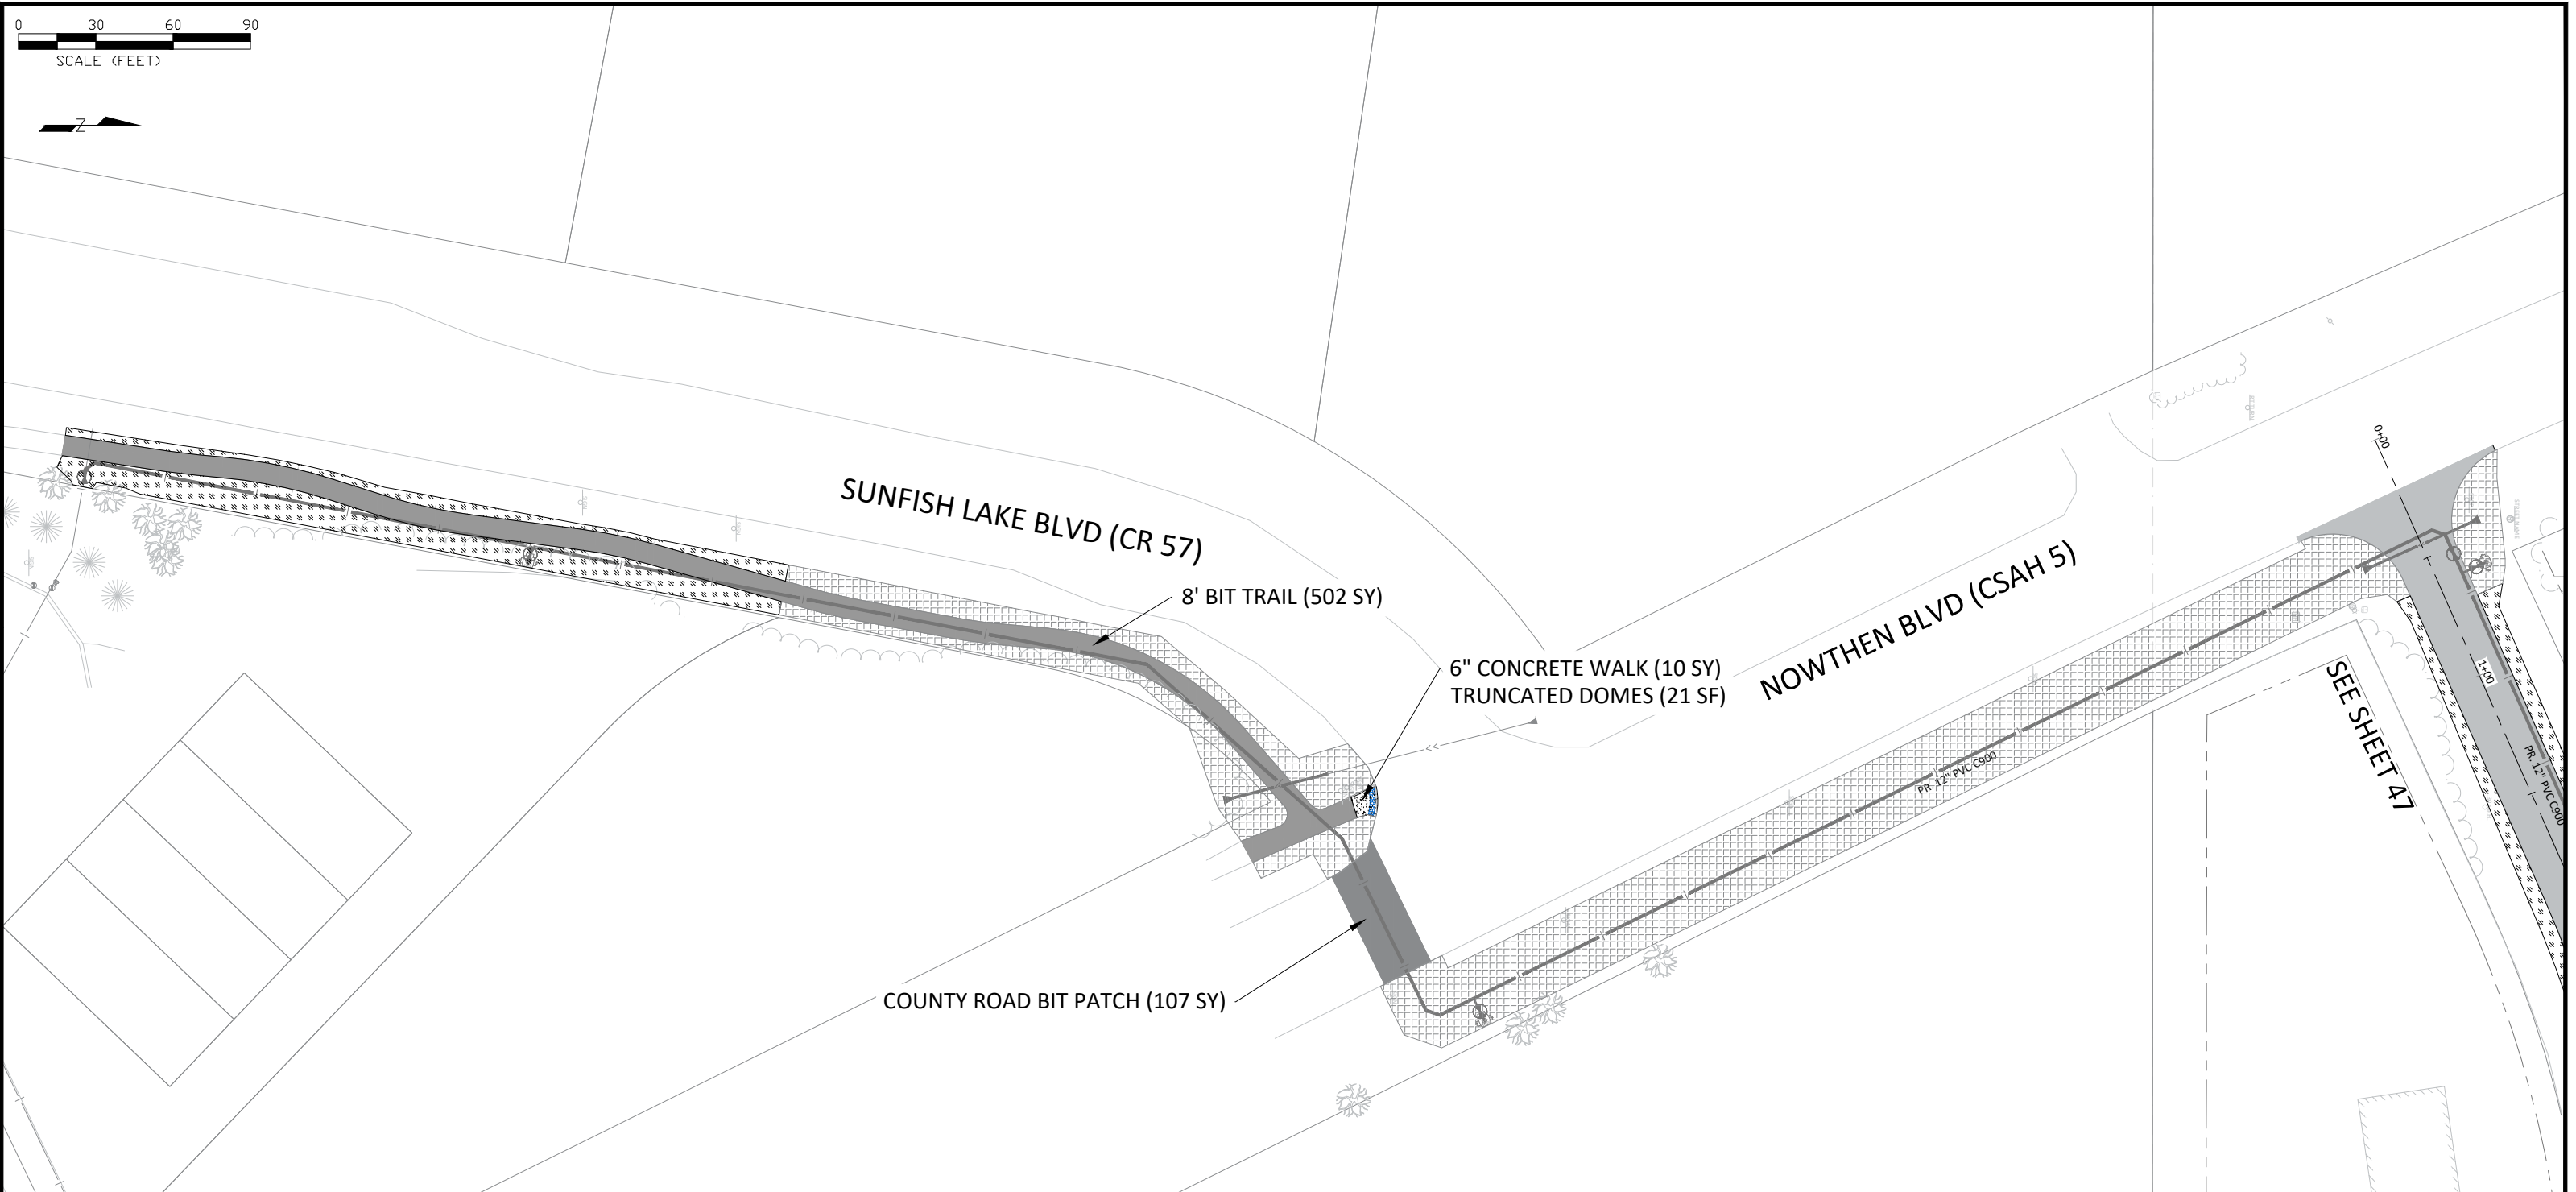 0 30 60 90
SCALE (FEET)
Z
SUNFISH LAKE BLVD (CR 57)
8' BIT TRAIL (502 SY)
6" CONCRETE WALK (10 SY)
TRUNCATED DOMES (21 SF)
NOWTHEN BLVD (CSAH 5)
0+00
1+00
SEE SHEET 47
PR. 12" PVC C900
PR. 12" PVC C900
COUNTY ROAD BIT PATCH (107 SY)
<<